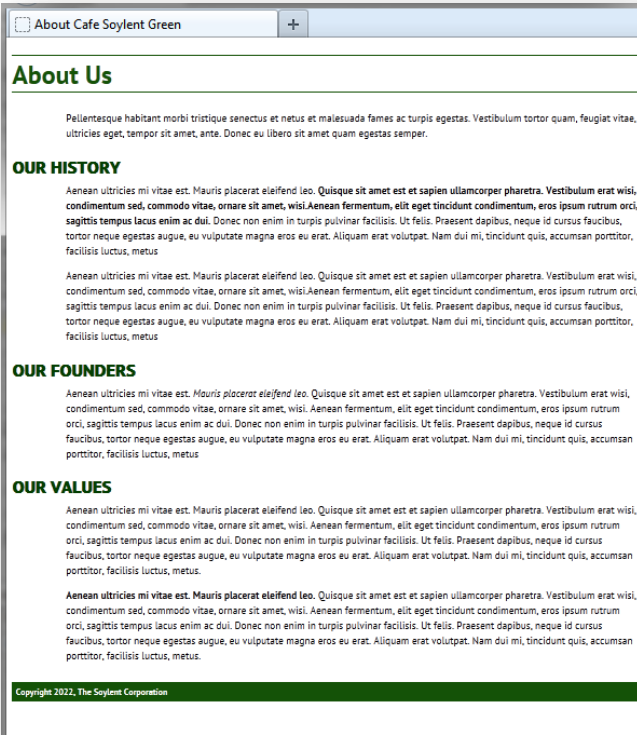 About Cafe Soylent Green
About Us
Pellentesque habitant morbi tristique senectus et netus et malesuada fames ac turpis egestas. Vestibulum tortor quam, feugiat vitae,
ultricies eget, tempor sit amet, ante. Donec eu libero sit amet quam egestas semper.
OUR HISTORY
Aenean ultricies mi vitae est. Mauris placerat eleifend leo. Quisque sit amet est et sapien ullamcorper pharetra. Vestibulum erat wisi,
condimentum sed, commodo vitae, ornare sit amet, wisi.Aenean fermentum, elit eget tincidunt condimentum, eros ipsum rutrum orci,
sagittis tempus lacus enim ac dui. Donec non enim in turpis pulvinar facilisis. Ut felis. Praesent dapibus, neque id cursus faucibus,
tortor neque egestas augue, eu vulputate magna eros eu erat. Aliquam erat volutpat. Nam dui mi, tincidunt quis, accumsan porttitor,
facilisis luctus, metus
Aenean ultricies mi vitae est. Mauris placerat eleifend leo. Quisque sit amet est et sapien ullamcorper pharetra. Vestibulum erat wisi,
condimentum sed, commodo vitae, ornare sit amet, wisi.Aenean fermentum, elit eget tincidunt condimentum, eros ipsum rutrum orci,
sagittis tempus lacus enim ac dui. Donec non enim in turpis pulvinar facilisis. Ut felis. Praesent dapibus, neque id cursus faucibus,
tortor neque egestas augue, eu vulputate magna eros eu erat. Aliquam erat volutpat. Nam dui mi, tincidunt quis, accumsan porttitor,
facilisis luctus, metus
OUR FOUNDERS
Aenean ultricies mi vitae est. Mauris placerat eleifend leo. Quisque sit amet est et sapien ullamcorper pharetra. Vestibulum erat wisi,
condimentum sed, commodo vitae, ornare sit amet, wisi. Aenean fermentum, elit eget tincidunt condimentum, eros ipsum rutrum
orci, sagittis tempus lacus enim ac dui. Donec non enim in turpis pulvinar facilisis. Ut felis. Praesent dapibus, neque id cursus
faucibus, tortor neque egestas augue, eu vulputate magna eros eu erat. Aliquam erat volutpat. Nam dui mi, tincidunt quis, accumsan
porttitor, facilisis luctus, metus
OUR VALUES
Aenean ultricies mi vitae est. Mauris placerat eleifend leo. Quisque sit amet est et sapien ullamcorper pharetra. Vestibulum erat wisi,
condimentum sed, commodo vitae, ornare sit amet, wisi. Aenean fermentum, elit eget tincidunt condimentum, eros ipsum rutrum
orci, sagittis tempus lacus enim ac dui. Donec non enim in turpis pulvinar facilisis. Ut felis. Praesent dapibus, neque id cursus
faucibus, tortor neque egestas augue, eu vulputate magna eros eu erat. Aliquam erat volutpat. Nam dui mi, tincidunt quis, accumsan
porttitor, facilisis luctus, metus.
Aenean ultricies mi vitae est. Mauris placerat eleifend leo. Quisque sit amet est et sapien ullamcorper pharetra. Vestibulum erat wisi,
condimentum sed, commodo vitae, ornare sit amet, wisi. Aenean fermentum, elit eget tincidunt condimentum, eros ipsum rutrum
orci, sagittis tempus lacus enim ac dui. Donec non enim in turpis pulvinar facilisis. Ut felis. Praesent dapibus, neque id cursus
faucibus, tortor neque egestas augue, eu vulputate magna eros eu erat. Aliquam erat volutpat. Nam dui mi, tincidunt quis, accumsan
porttitor, facilisis luctus, metus.
Copyright 2022, The Soylent Corporation